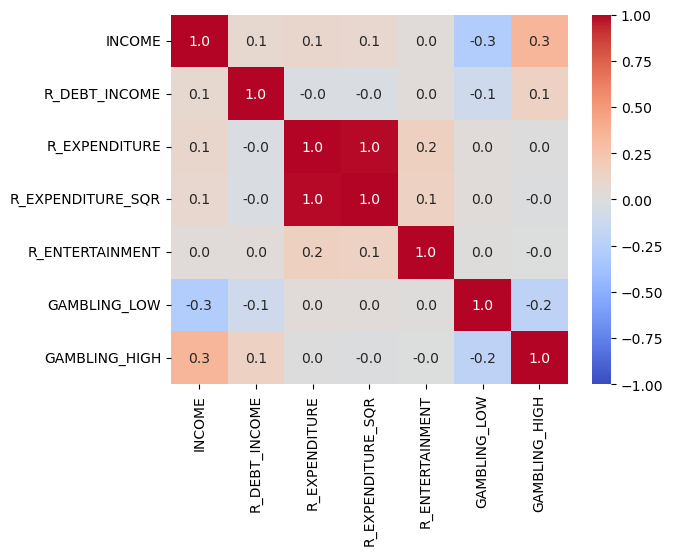 INCOME 1.0 0.1 0.1 0.1 0.0 -0.3 0.3
R_DEBT_INCOME 0.1 1.0 -0.0 -0.0 0.0 -0.1 0.1
R_EXPENDITURE 0.1 -0.0 1.0 1.0 0.2 0.0 0.0
R_EXPENDITURE_SQR 0.1 -0.0 1.0 1.0 0.1 0.0 -0.0
R_ENTERTAINMENT 0.0 0.0 0.2 0.1 1.0 0.0 -0.0
GAMBLING_LOW -0.3 -0.1 0.0 0.0 0.0 1.0 -0.2
GAMBLING_HIGH 0.3 0.1 0.0 -0.0 -0.0 -0.2 1.0
INCOME
R_DEBT_INCOME
R_EXPENDITURE
R_EXPENDITURE_SQR
R_ENTERTAINMENT
GAMBLING_LOW
GAMBLING_HIGH
1.00
0.75
0.50
0.25
0.00
−0.25
−0.50
−0.75
−1.00